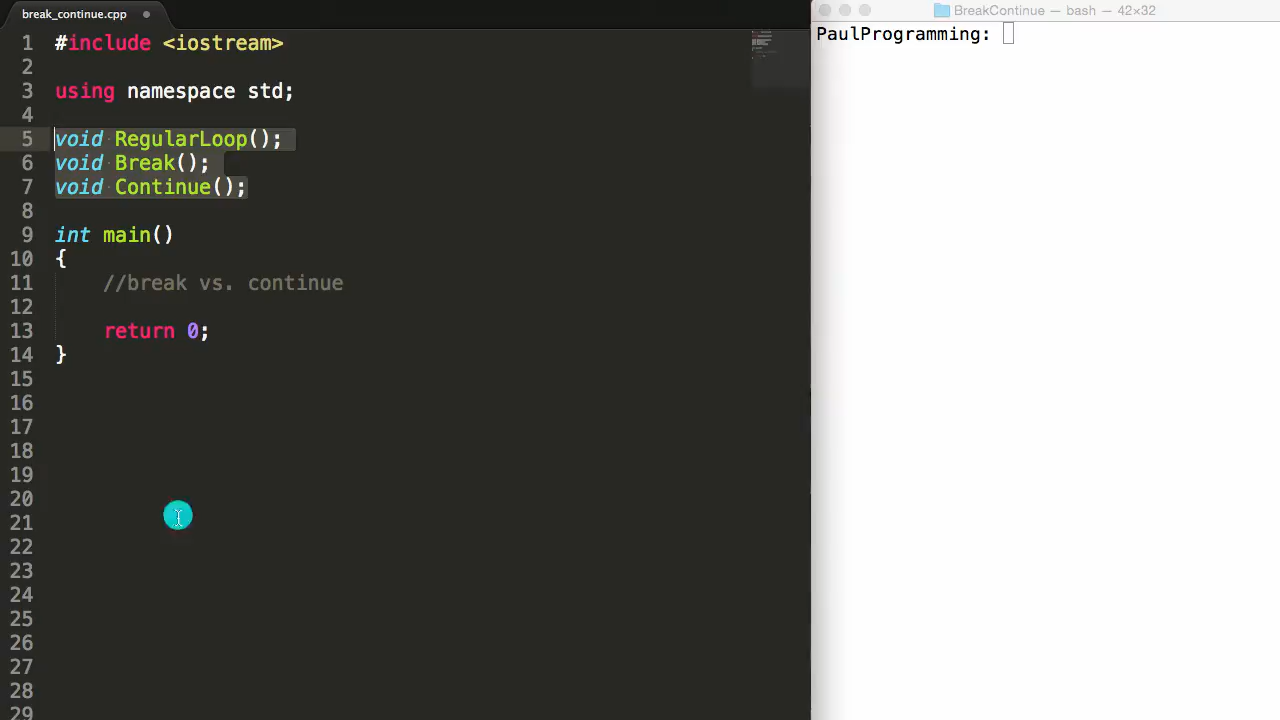 break_continue.cpp
BreakContinue — bash — 42×32
PaulProgramming:
1 #include <iostream>
2
3 using namespace std;
4
5 void RegularLoop();
6 void Break();
7 void Continue();
8
9 int main()
10 {
11 //break vs. continue
12
13 return 0;
14 }
15
16
17
18
19
20
21
22
23
24
25
26
27
28
29